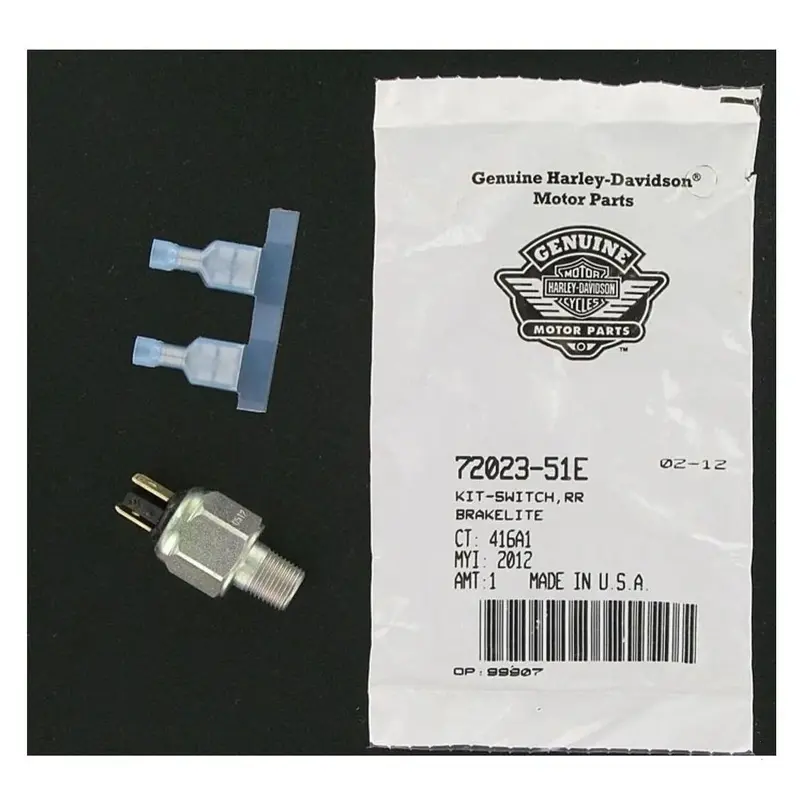 Genuine Harley-Davidson®
Motor Parts
GENUINE
MOTOR
HARLEY-DAVIDSON
CYCLES
MOTOR PARTS
™
72023-51E 02-12
KIT-SWITCH,RR
BRAKELITE
CT: 416A1
MYI: 2012
AMT:1 MADE IN U.S.A.
OP:99907